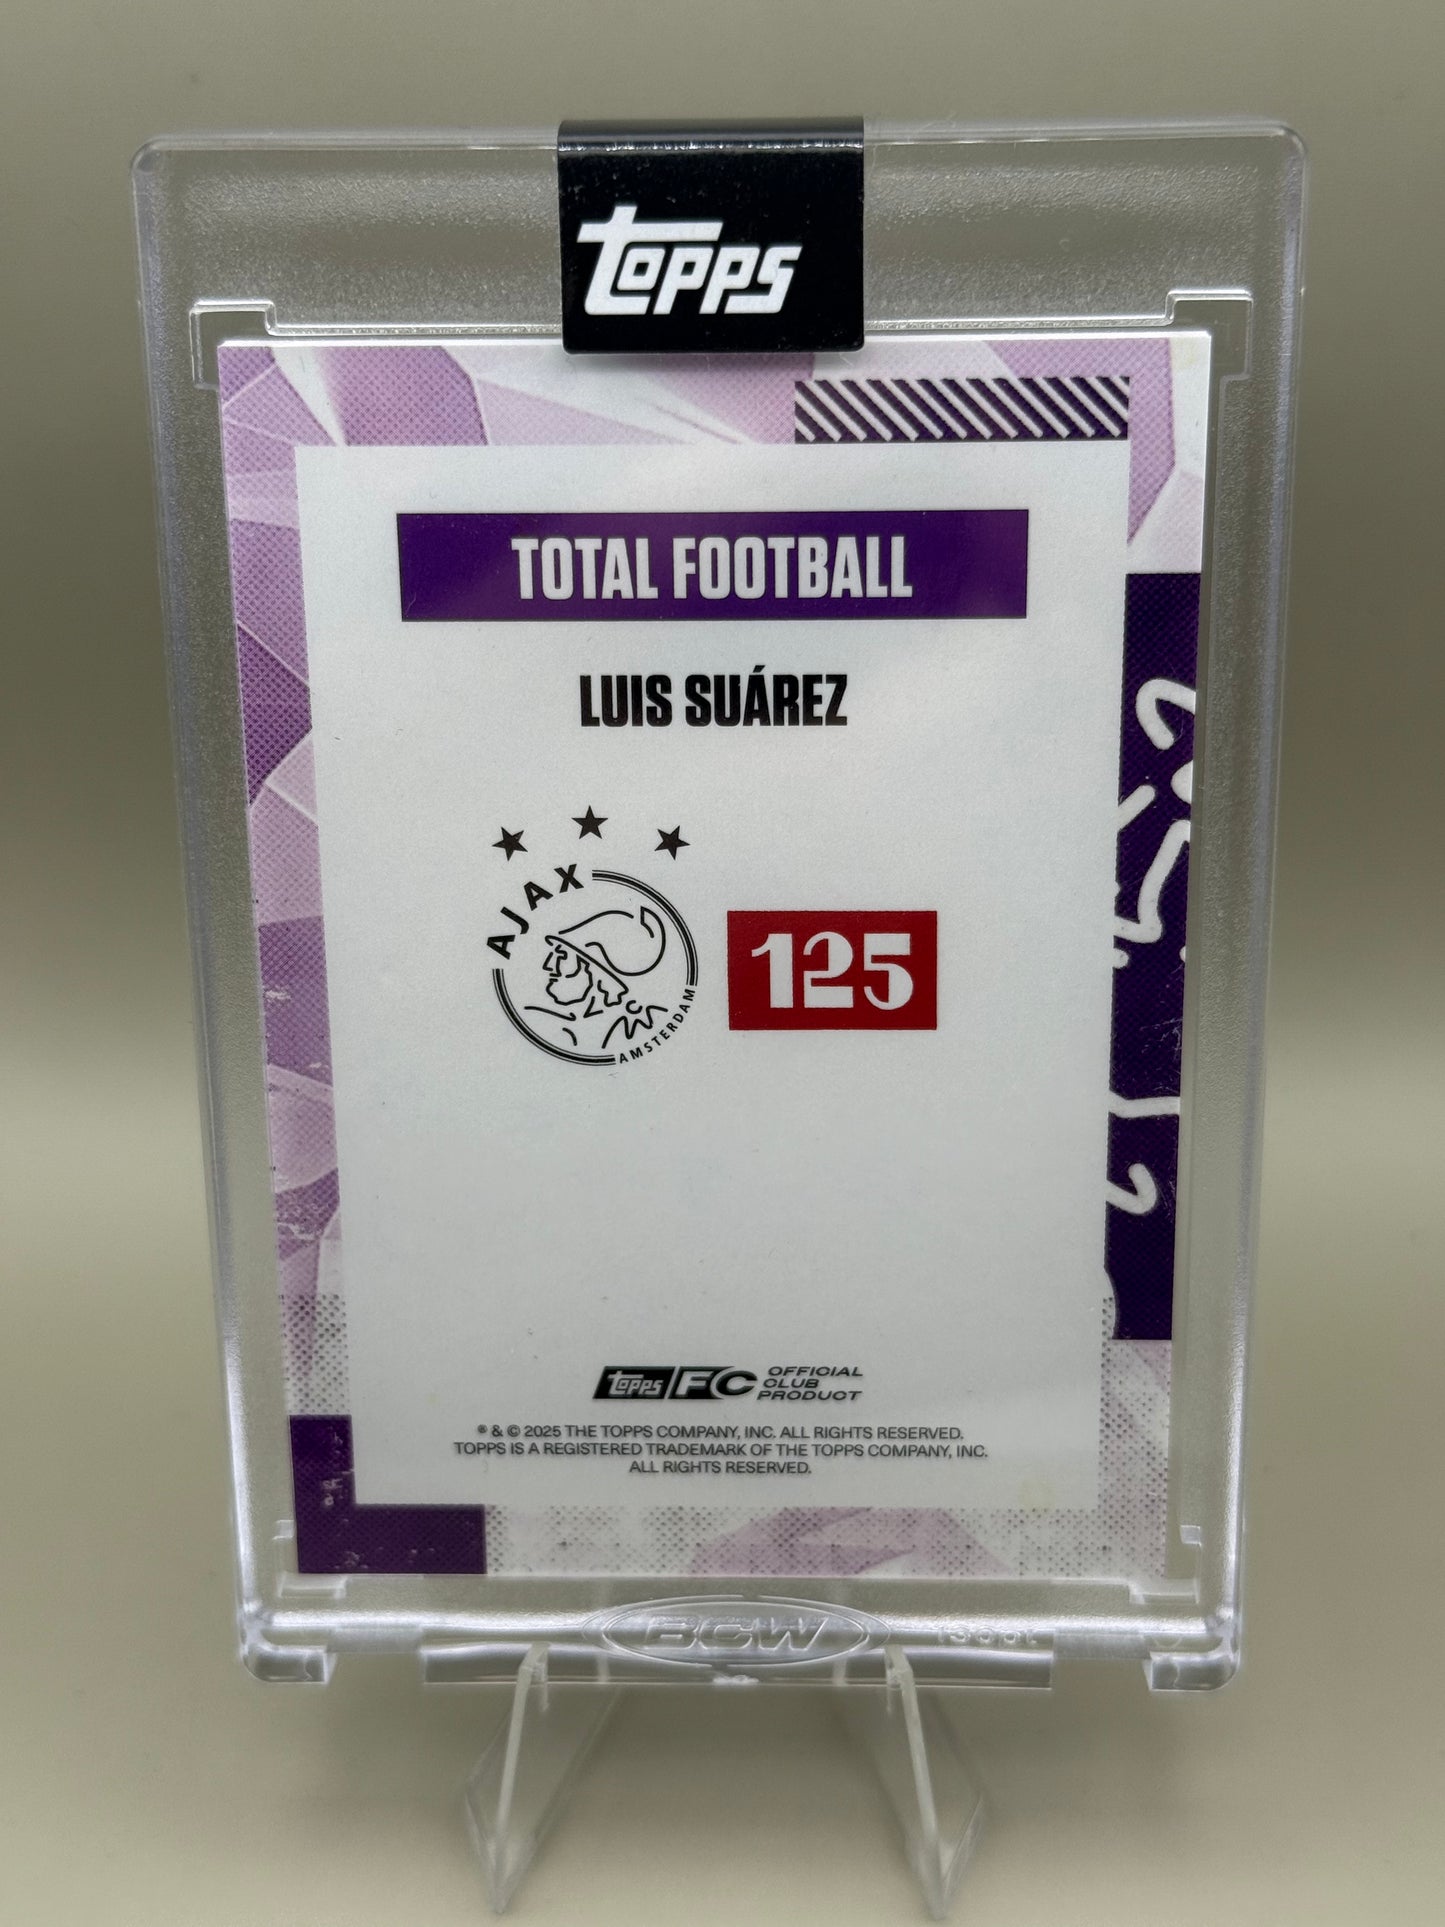 Topps
TOTAL FOOTBALL
LUIS SUÁREZ
AJAX
AMSTERDAM
125
Topps FC OFFICIAL
CLUB
PRODUCT
® & © 2025 THE TOPPS COMPANY, INC. ALL RIGHTS RESERVED.
TOPPS IS A REGISTERED TRADEMARK OF THE TOPPS COMPANY, INC.
ALL RIGHTS RESERVED.
BCW